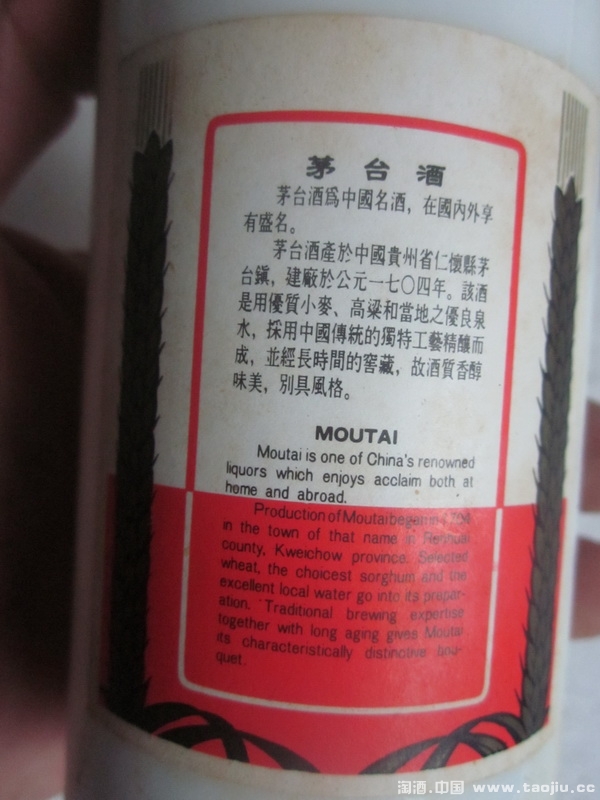 茅台酒
茅台酒爲中國名酒，在國內外享
有盛名。
茅台酒產於中國貴州省仁懷縣茅
台鎭，建廠於公元一七〇四年。該酒
是用優質小麥、高粱和當地之優良泉
水，採用中國傳統的獨特工藝精釀而
成，並經長時間的窖藏，故酒質香醇
味美，別具風格。
MOUTAI
Moutai is one of China's renowned
liquors which enjoys acclaim both at
home and abroad.
Production of Moutai began in 1704
in the town of that name in Renhuai
county, Kweichow province. Selected
wheat, the choicest sorghum and the
excellent local water go into its prepar-
ation. Traditional brewing expertise
together with long aging gives Moutai
its characteristically distinctive bou-
quet.
淘酒.中国 www.taojiu.cc